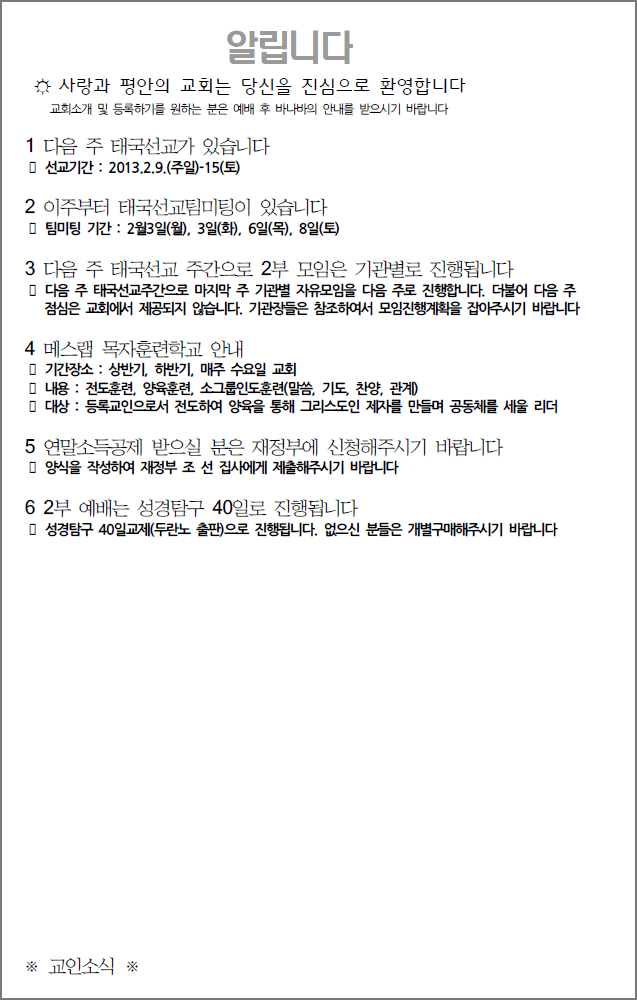 알립니다
☼ 사랑과 평안의 교회는 당신을 진심으로 환영합니다
교회소개 및 등록하기를 원하는 분은 예배 후 바나바의 안내를 받으시기 바랍니다
1 다음 주 태국선교가 있습니다
▯ 선교기간 : 2013.2.9.(주일)-15(토)
2 이주부터 태국선교팀미팅이 있습니다
▯ 팀미팅 기간 : 2월3일(월), 3일(화), 6일(목), 8일(토)
3 다음 주 태국선교 주간으로 2부 모임은 기관별로 진행됩니다
▯ 다음 주 태국선교주간으로 마지막 주 기관별 자유모임을 다음 주로 진행합니다. 더불어 다음 주
점심은 교회에서 제공되지 않습니다. 기관장들은 참조하여서 모임진행계획을 잡아주시기 바랍니다
4 메스랩 목자훈련학교 안내
▯ 기간장소 : 상반기, 하반기, 매주 수요일 교회
▯ 내용 : 전도훈련, 양육훈련, 소그룹인도훈련(말씀, 기도, 찬양, 관계)
▯ 대상 : 등록교인으로서 전도하여 양육을 통해 그리스도인 제자를 만들며 공동체를 세울 리더
5 연말소득공제 받으실 분은 재정부에 신청해주시기 바랍니다
▯ 양식을 작성하여 재정부 조 선 집사에게 제출해주시기 바랍니다
6 2부 예배는 성경탐구 40일로 진행됩니다
▯ 성경탐구 40일교제(두란노 출판)으로 진행됩니다. 없으신 분들은 개별구매해주시기 바랍니다
※ 교인소식 ※